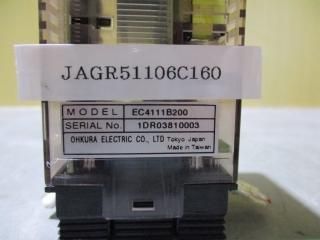 JAGR51106C160
MODEL EC4111B200
SERIAL No. 1DR03810003
OHKURA ELECTRIC CO., LTD Tokyo Japan
Made in Taiwan